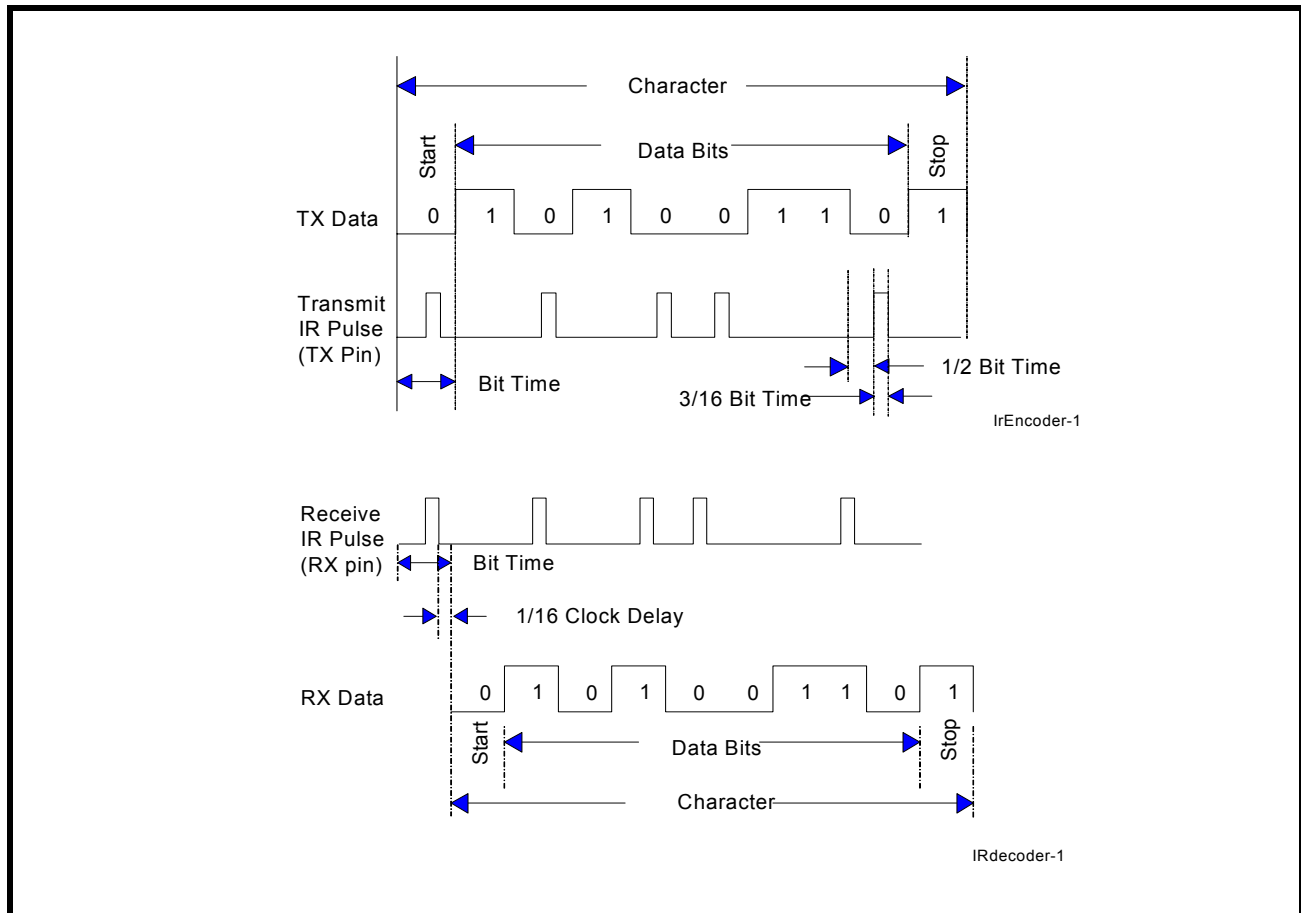 Character
Start
Data Bits
Stop
TX Data
0 1 0 1 0 0 1 1 0 1
Transmit
IR Pulse
(TX Pin)
Bit Time
1/2 Bit Time
3/16 Bit Time
IrEncoder-1
Receive
IR Pulse
(RX pin)
Bit Time
1/16 Clock Delay
RX Data
0 1 0 1 0 0 1 1 0 1
Start
Data Bits
Stop
Character
IRdecoder-1